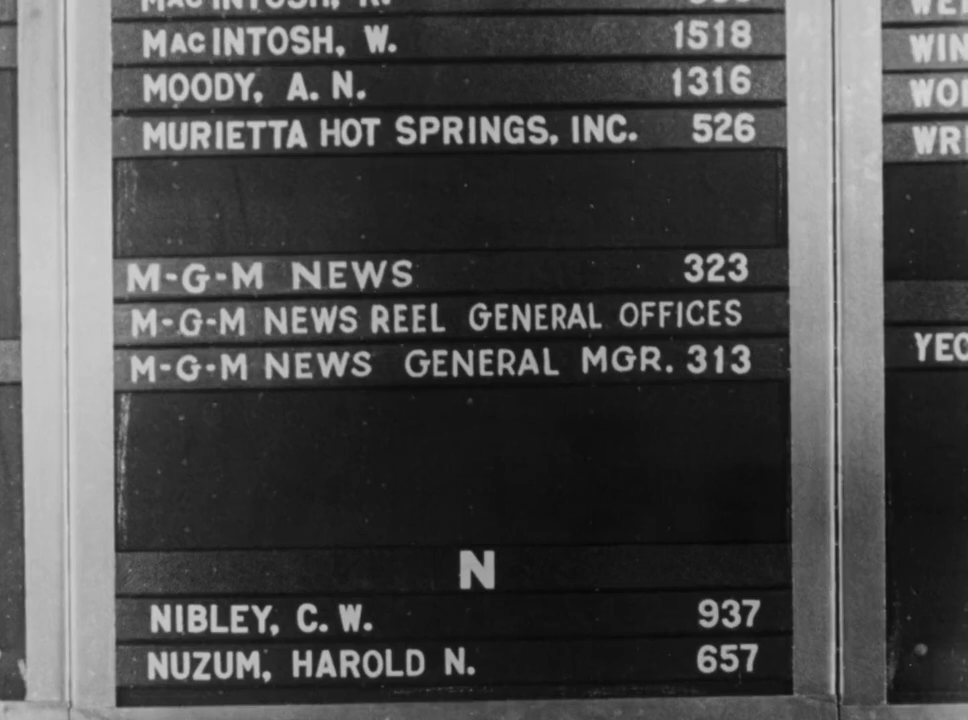 MACINTOSH, R.
MACINTOSH, W. 1518
MOODY, A. N. 1316
MURIETTA HOT SPRINGS, INC. 526
M-G-M NEWS 323
M-G-M NEWS REEL GENERAL OFFICES
M-G-M NEWS GENERAL MGR. 313
N
NIBLEY, C. W. 937
NUZUM, HAROLD N. 657